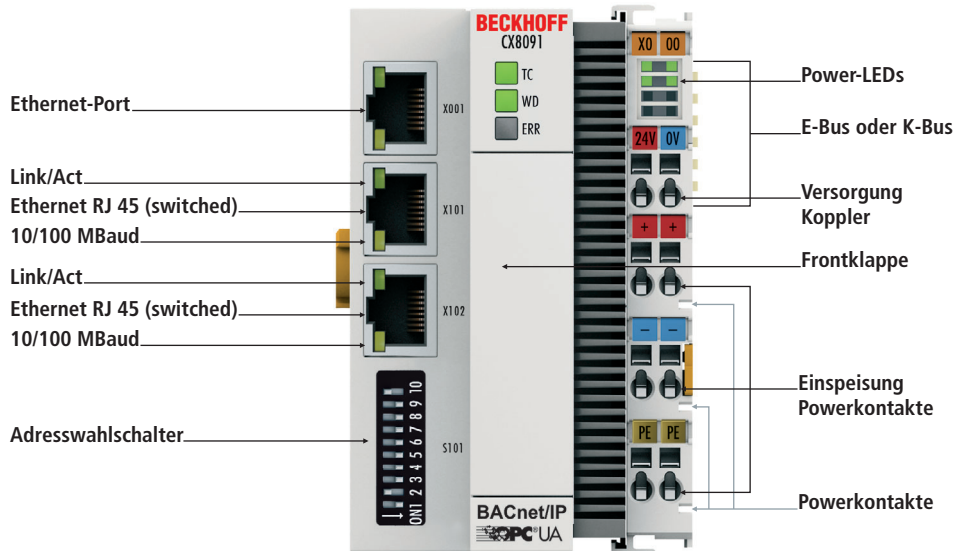 Ethernet-Port
Link/Act
Ethernet RJ 45 (switched)
10/100 MBaud
Link/Act
Ethernet RJ 45 (switched)
10/100 MBaud
Adresswahlschalter
X001
X101
X102
S101
ON 1 2 3 4 5 6 7 8 9 10
BECKHOFF
CX8091
TC
WD
ERR
BACnet/IP
OPC® UA
X0 00
24V 0V
+ +
− −
PE PE
Power-LEDs
E-Bus oder K-Bus
Versorgung
Koppler
Frontklappe
Einspeisung
Powerkontakte
Powerkontakte